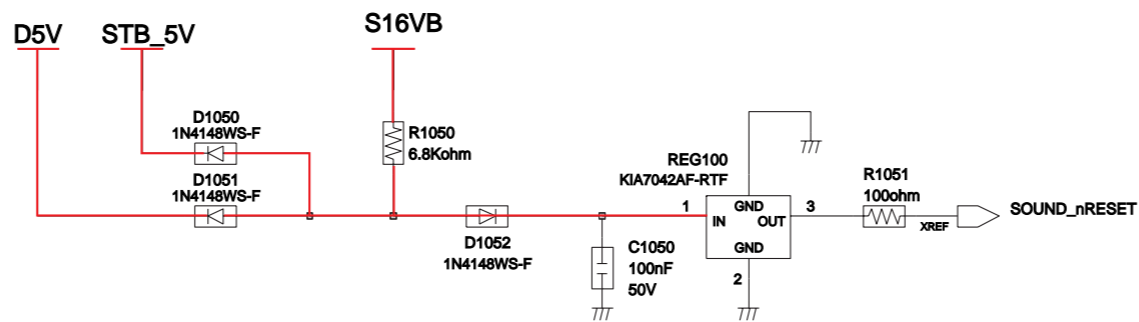 D5V
STB_5V
S16VB
D1050
1N4148WS-F
R1050
6.8Kohm
D1051
1N4148WS-F
REG100
KIA7042AF-RTF
R1051
100ohm
1
GND
3
IN
OUT
XREF
SOUND_nRESET
D1052
1N4148WS-F
GND
C1050
100nF
50V
2